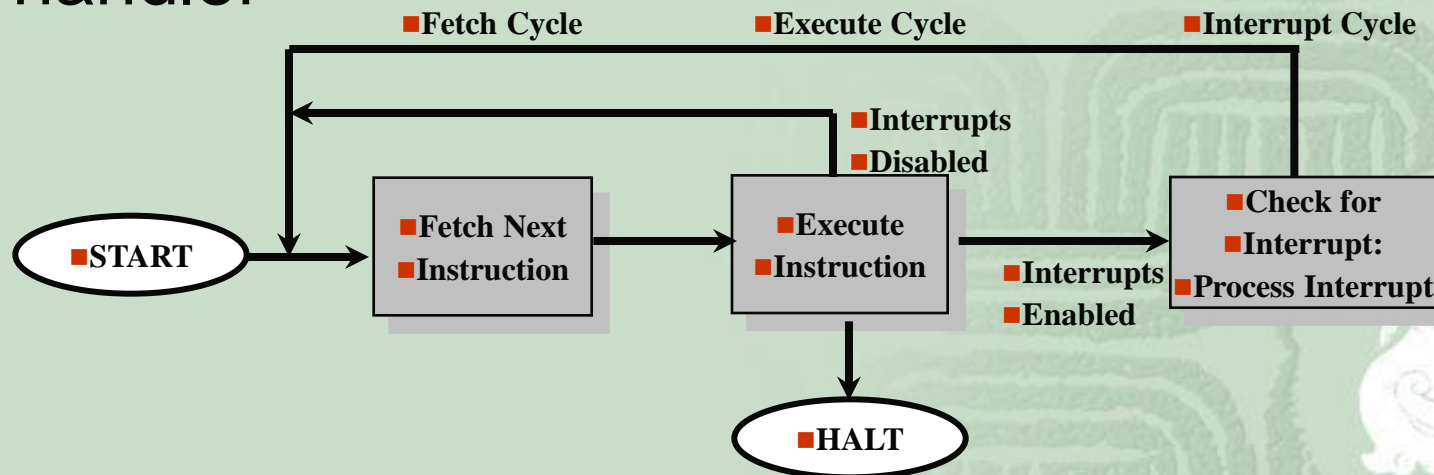 ■Fetch Cycle ■Execute Cycle ■Interrupt Cycle
■Interrupts
■Disabled
■START
■Fetch Next
■Instruction
■Execute
■Instruction
■Interrupts
■Enabled
■Check for
■Interrupt:
■Process Interrupt
■HALT